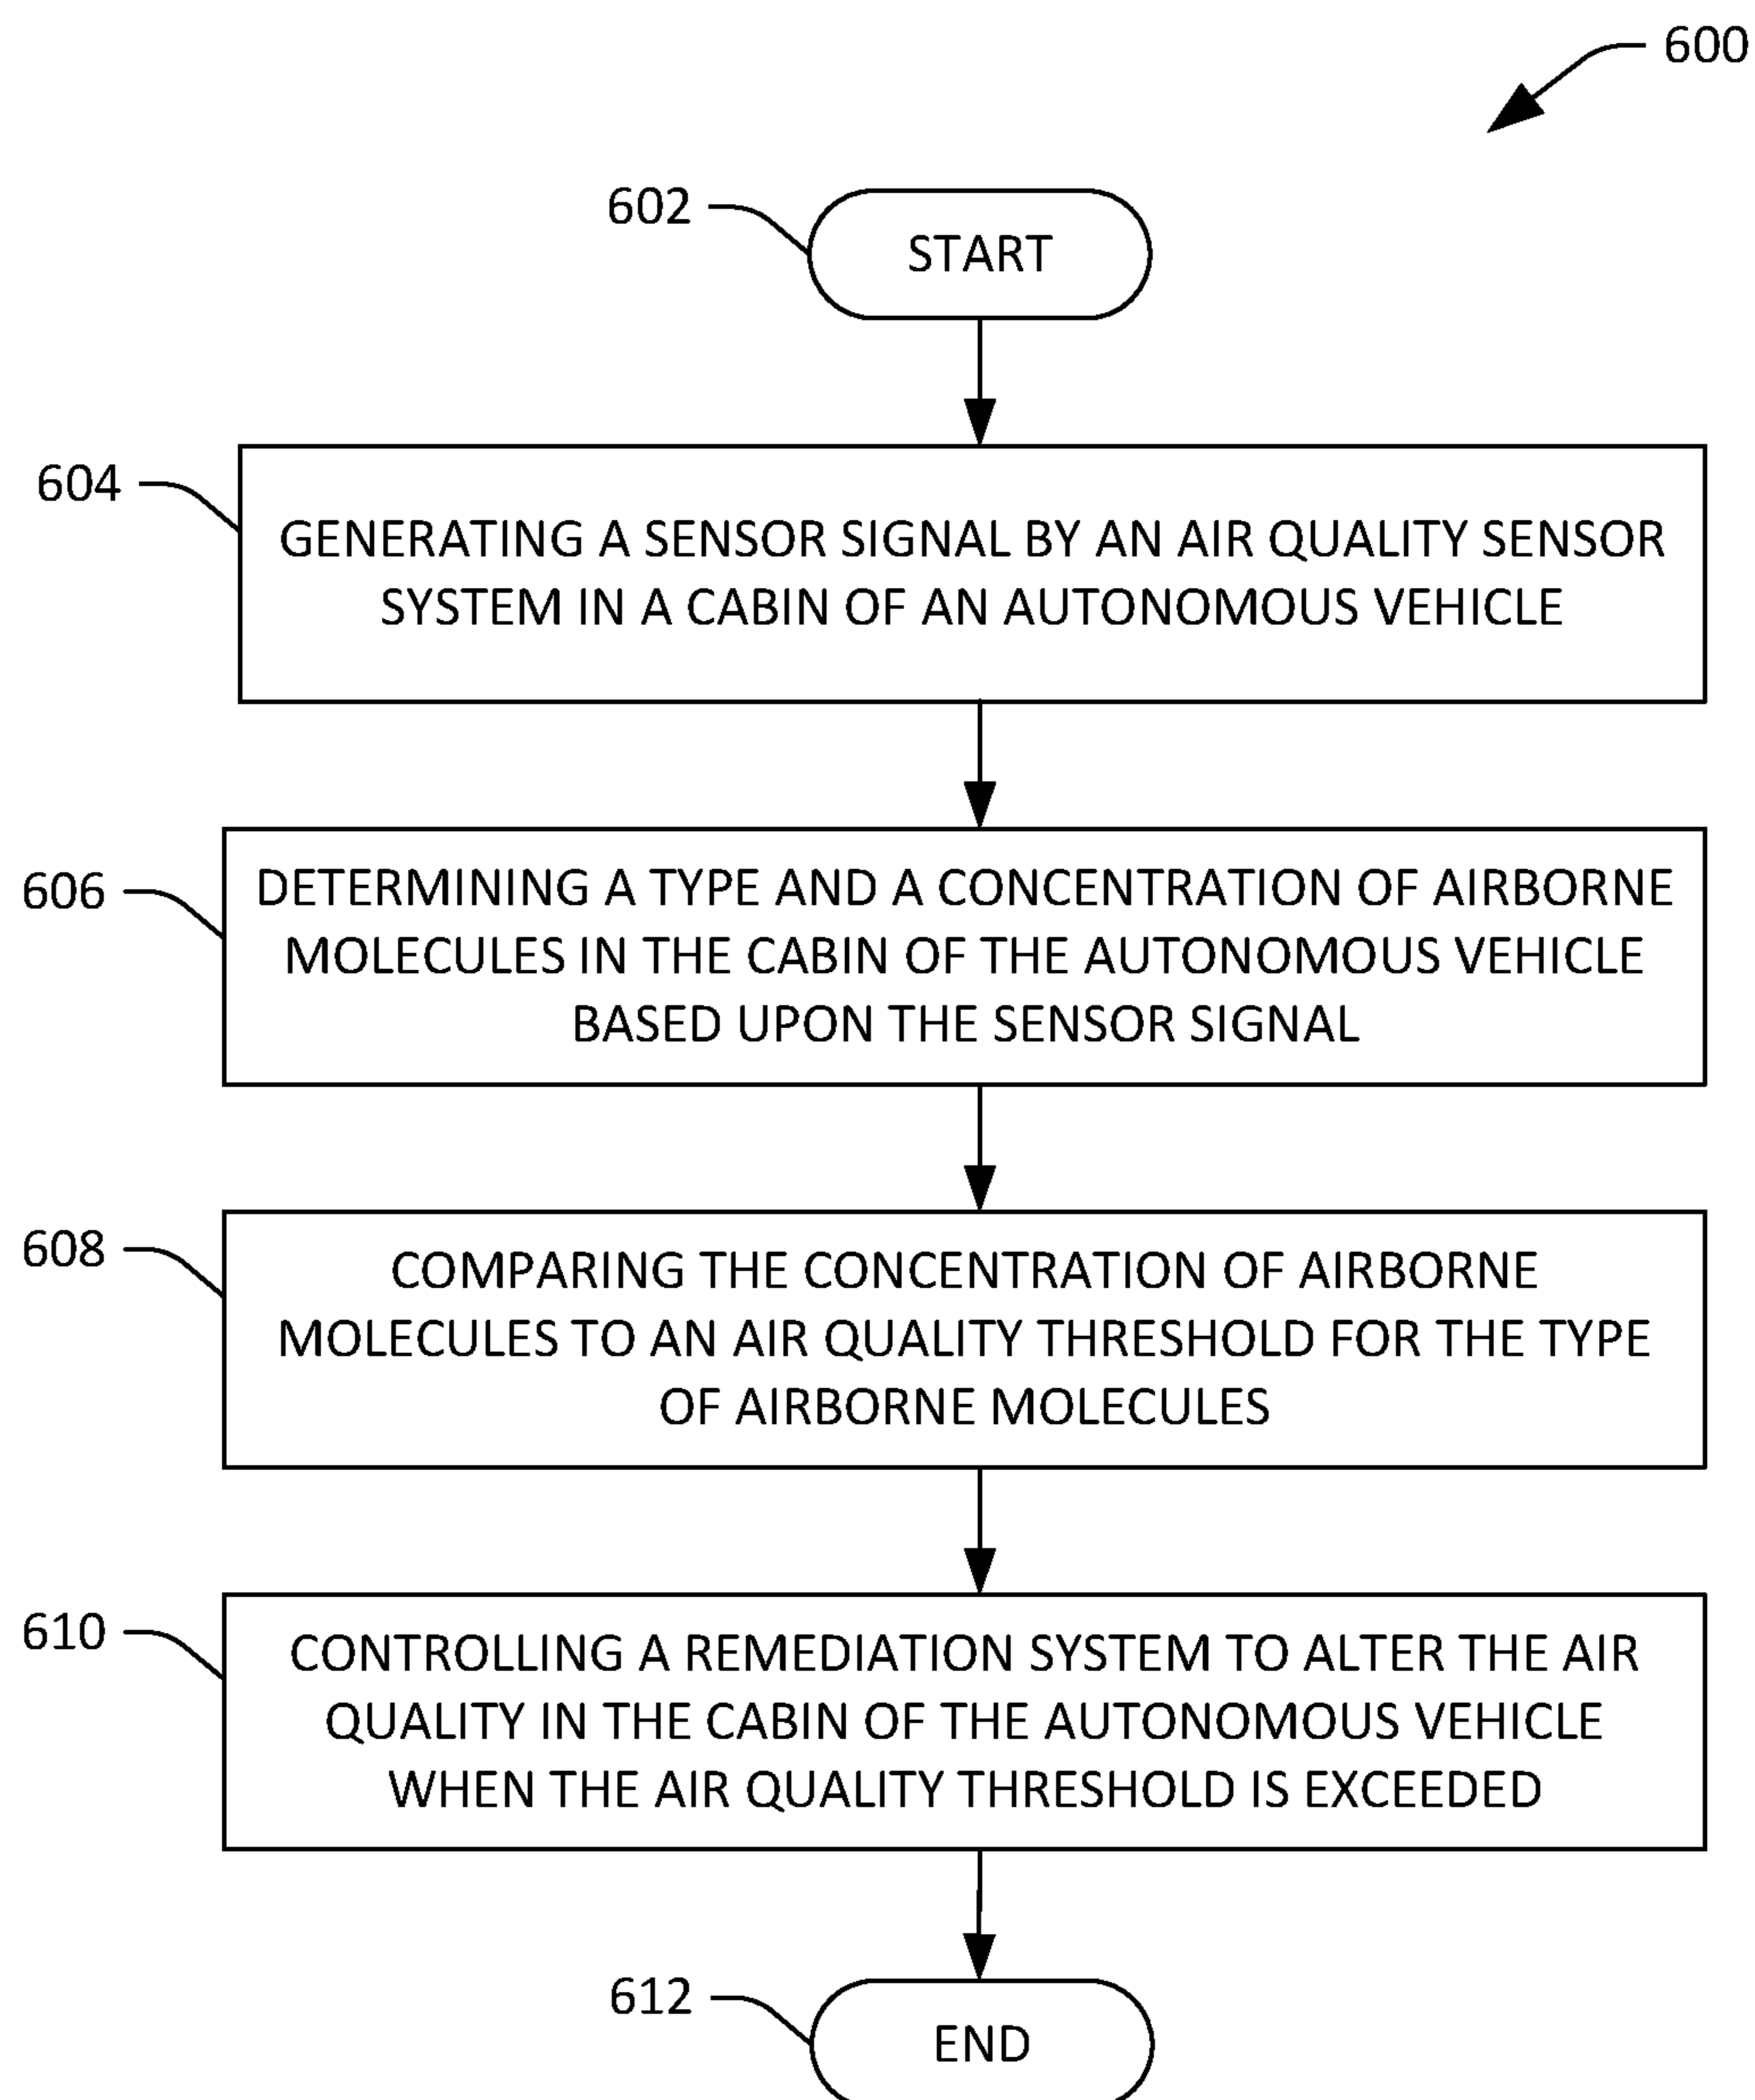 600
602
START
604
GENERATING A SENSOR SIGNAL BY AN AIR QUALITY SENSOR
SYSTEM IN A CABIN OF AN AUTONOMOUS VEHICLE
606
DETERMINING A TYPE AND A CONCENTRATION OF AIRBORNE
MOLECULES IN THE CABIN OF THE AUTONOMOUS VEHICLE
BASED UPON THE SENSOR SIGNAL
608
COMPARING THE CONCENTRATION OF AIRBORNE
MOLECULES TO AN AIR QUALITY THRESHOLD FOR THE TYPE
OF AIRBORNE MOLECULES
610
CONTROLLING A REMEDIATION SYSTEM TO ALTER THE AIR
QUALITY IN THE CABIN OF THE AUTONOMOUS VEHICLE
WHEN THE AIR QUALITY THRESHOLD IS EXCEEDED
612
END